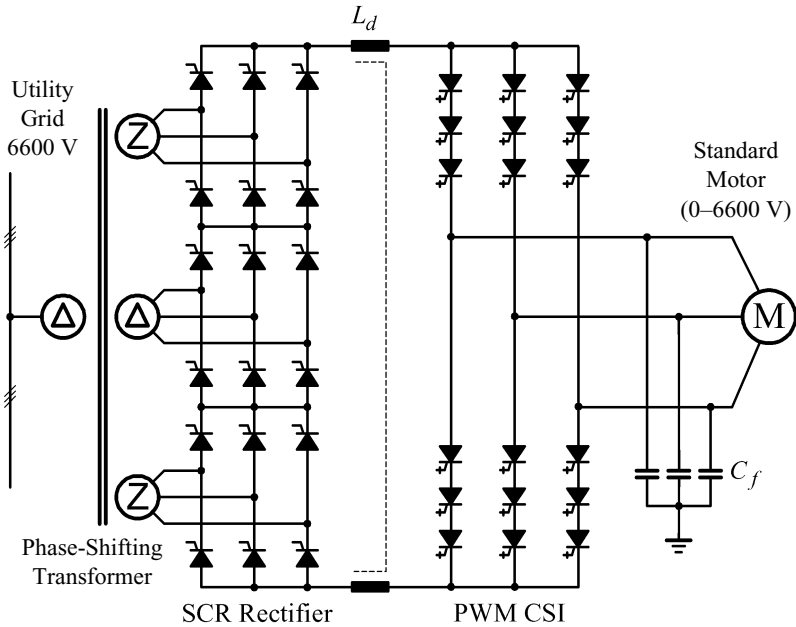 L_d
Utility
Grid
6600 V
Z
Standard
Motor
(0–6600 V)
Δ
Δ
M
Z
C_f
Phase-Shifting
Transformer
SCR Rectifier
PWM CSI